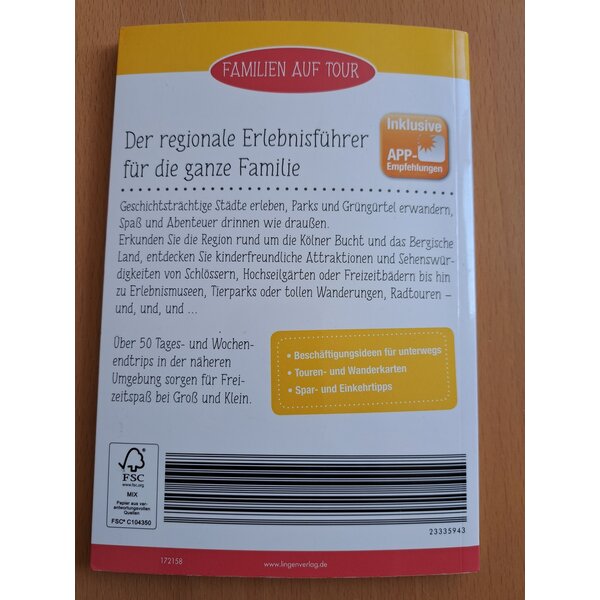 FAMILIEN AUF TOUR
Der regionale Erlebnisführer
für die ganze Familie
Inklusive
APP-
Empfehlungen
Geschichtsträchtige Städte erleben, Parks und Grüngürtel erwandern,
Spaß und Abenteuer drinnen wie draußen.
Erkunden Sie die Region rund um die Kölner Bucht und das Bergische
Land, entdecken Sie kinderfreundliche Attraktionen und Sehenswür-
digkeiten von Schlössern, Hochseilgärten oder Freizeitbädern bis hin
zu Erlebnismuseen, Tierparks oder tollen Wanderungen, Radtouren –
und, und, und ...
Über 50 Tages- und Wochen-
endtrips in der näheren
Umgebung sorgen für Frei-
zeitspaß bei Groß und Klein.
• Beschäftigungsideen für unterwegs
• Touren- und Wanderkarten
• Spar- und Einkehrtipps
FSC
www.fsc.org
MIX
Papier aus ver-
antwortungsvollen
Quellen
FSC® C104350
23335943
172158
www.lingenverlag.de